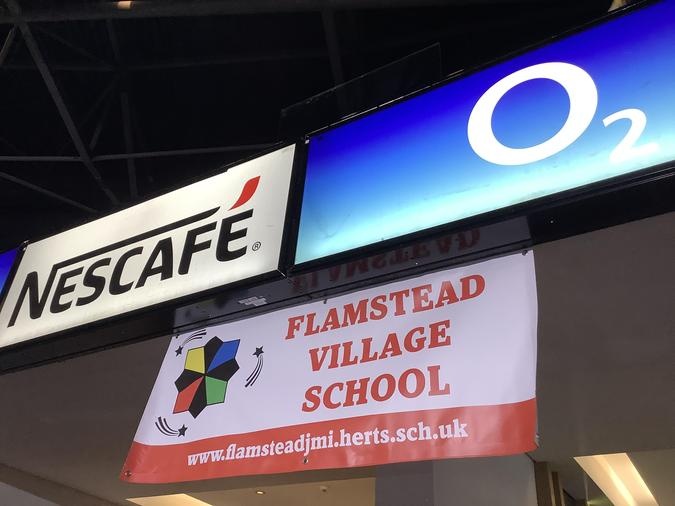 NESCAFÉ®
O2
FLAMSTEAD
VILLAGE
SCHOOL
www.flamsteadjmi.herts.sch.uk